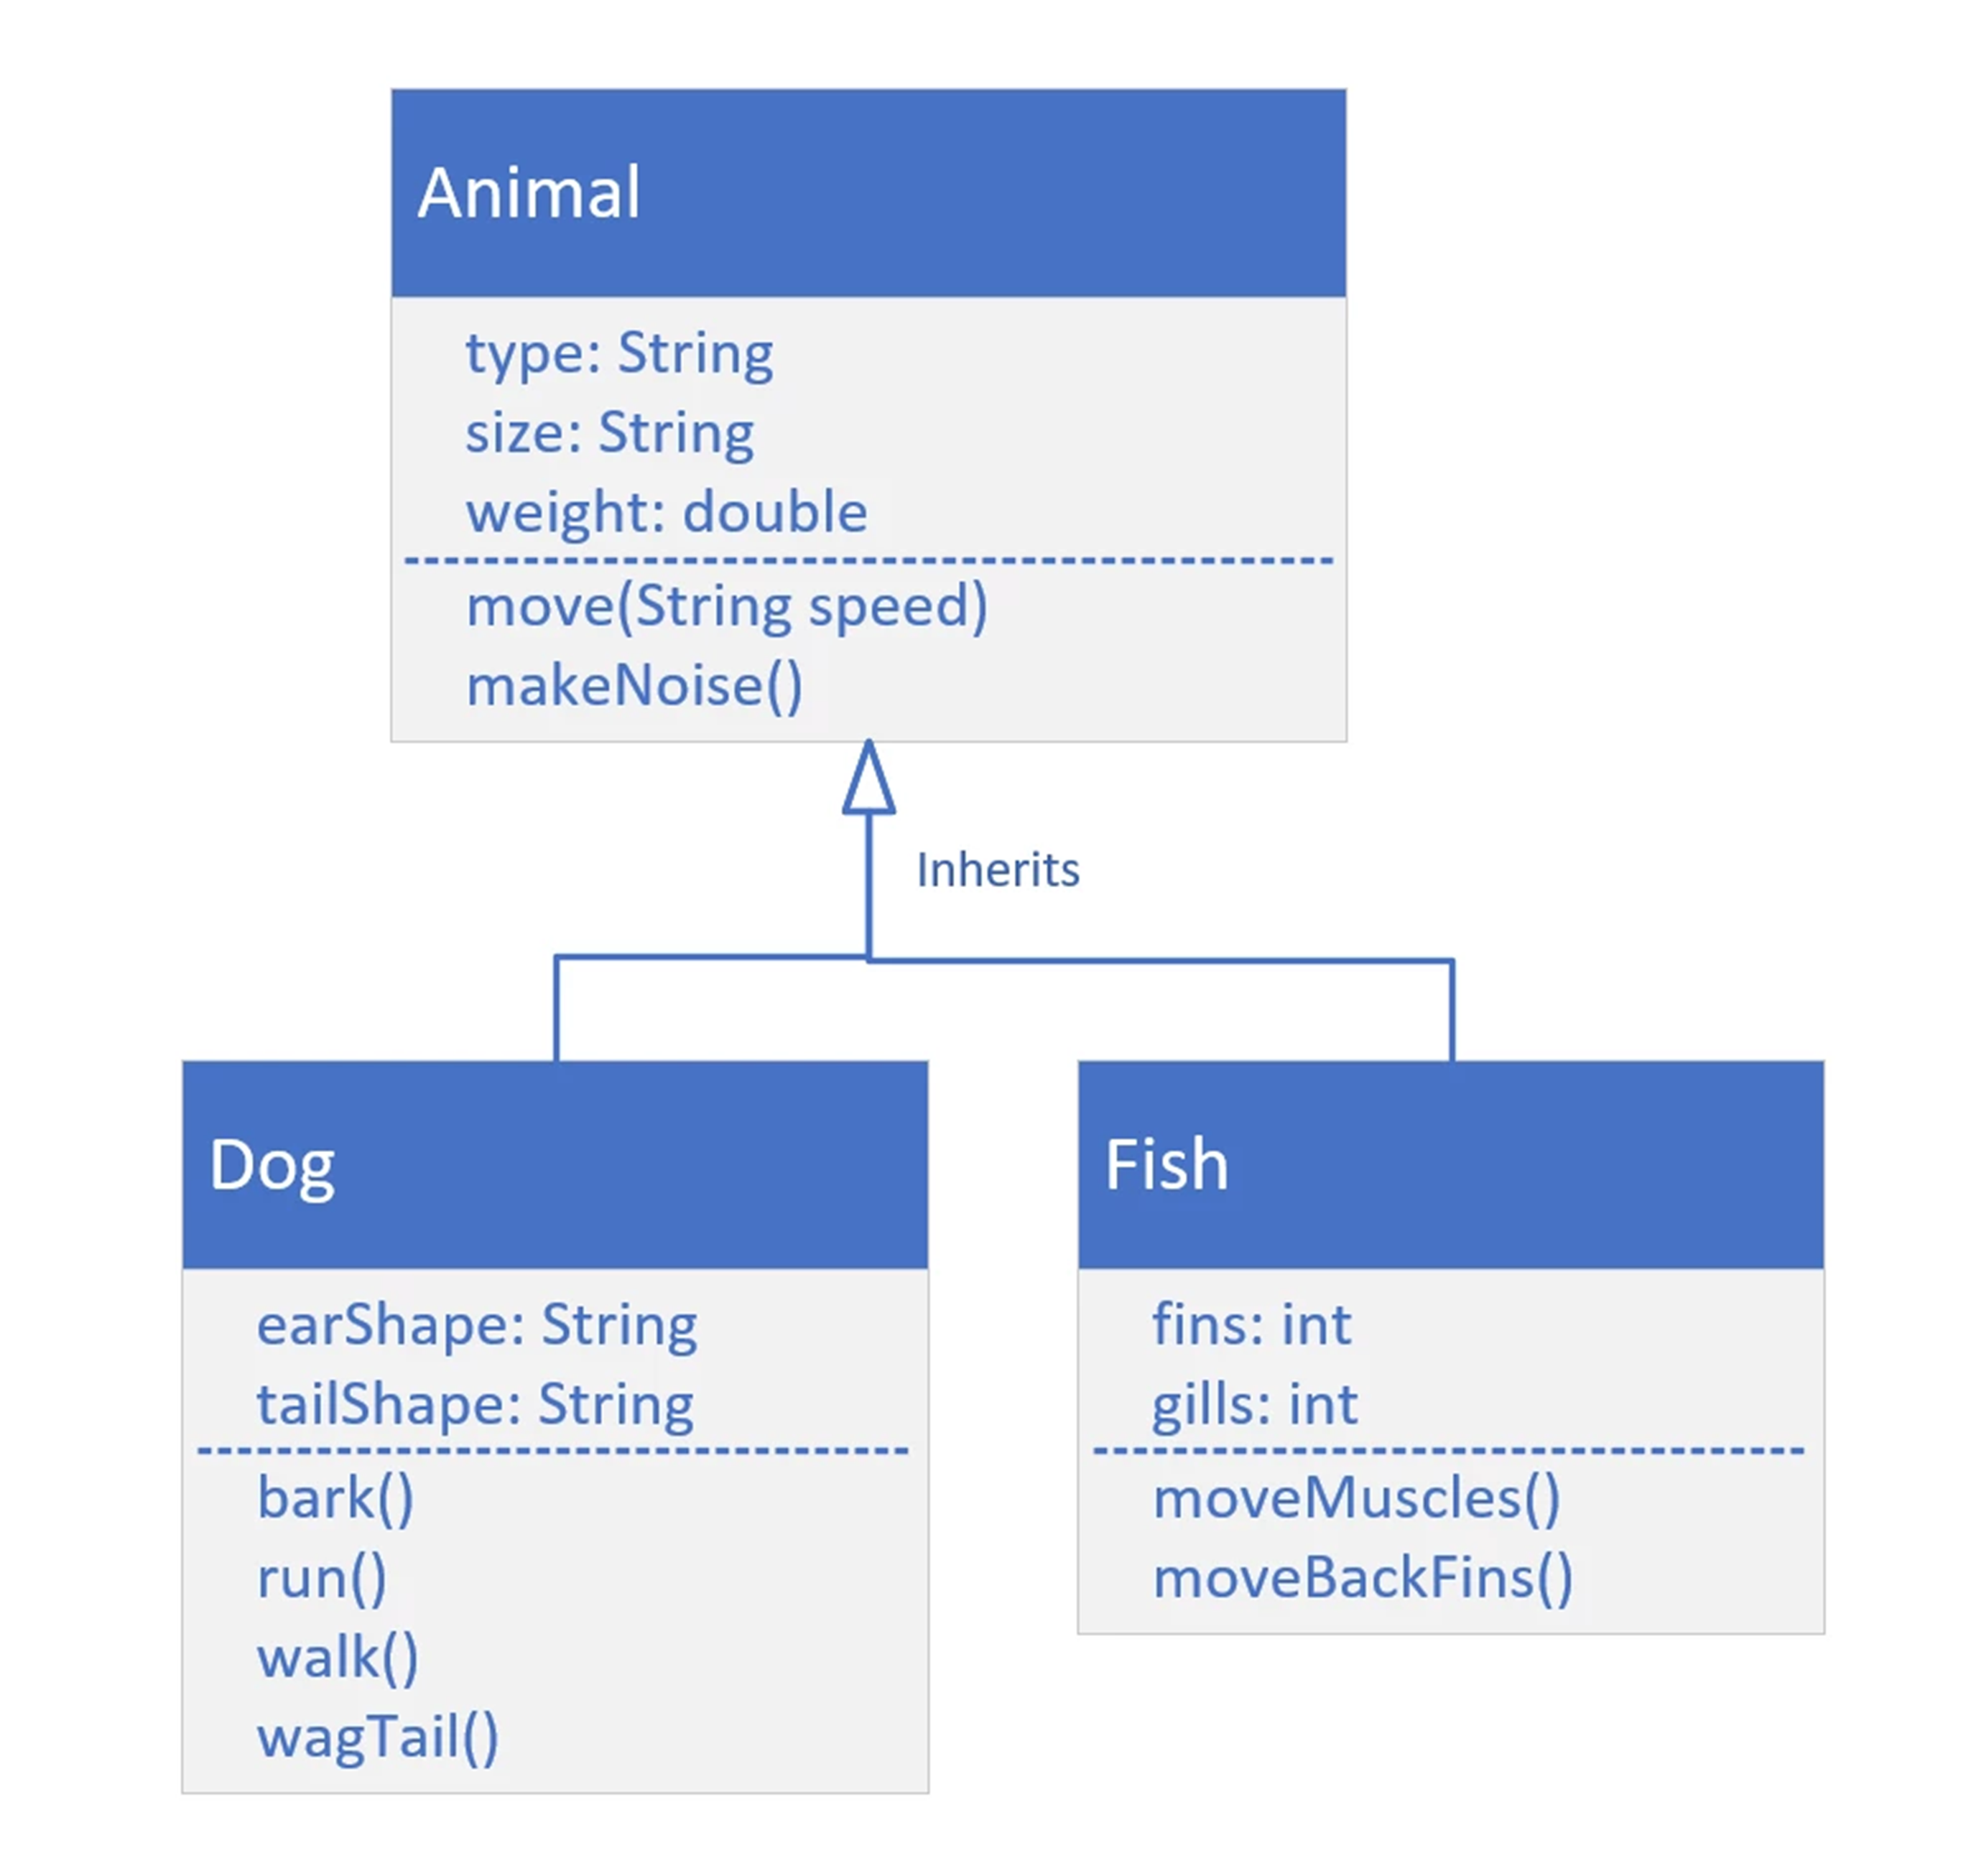 Animal
type: String
size: String
weight: double
move(String speed)
makeNoise()
Inherits
Dog
earShape: String
tailShape: String
bark()
run()
walk()
wagTail()
Fish
fins: int
gills: int
moveMuscles()
moveBackFins()